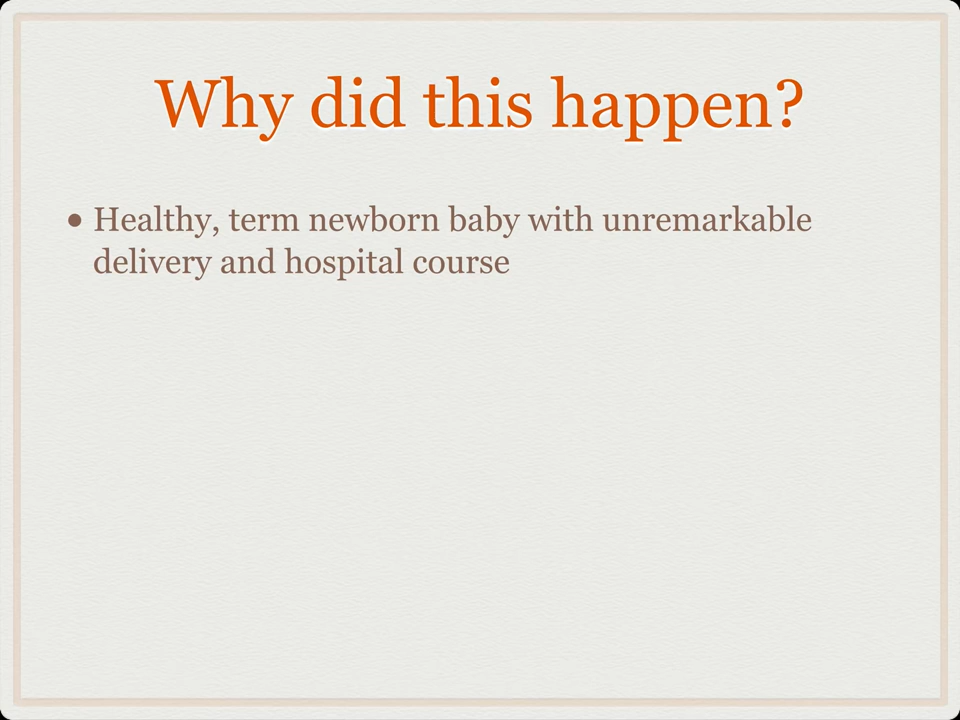 Why did this happen?
• Healthy, term newborn baby with unremarkable
delivery and hospital course